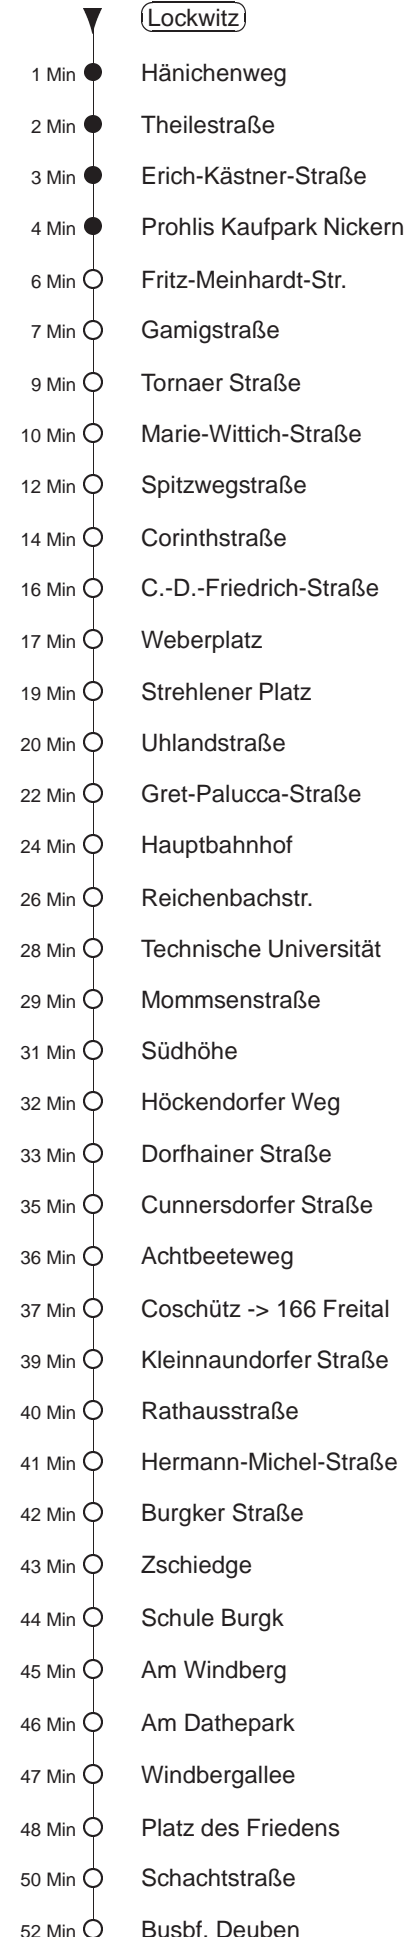 Lockwitz
1 Min Hänichenweg
2 Min Theilestraße
3 Min Erich-Kästner-Straße
4 Min Prohlis Kaufpark Nickern
6 Min Fritz-Meinhardt-Str.
7 Min Gamigstraße
9 Min Tornaer Straße
10 Min Marie-Wittich-Straße
12 Min Spitzwegstraße
14 Min Corinthstraße
16 Min C.-D.-Friedrich-Straße
17 Min Weberplatz
19 Min Strehlener Platz
20 Min Uhlandstraße
22 Min Gret-Palucca-Straße
24 Min Hauptbahnhof
26 Min Reichenbachstr.
28 Min Technische Universität
29 Min Mommsenstraße
31 Min Südhöhe
32 Min Höckendorfer Weg
33 Min Dorfhainer Straße
35 Min Cunnersdorfer Straße
36 Min Achtbeeteweg
37 Min Coschütz -> 166 Freital
39 Min Kleinnaundorfer Straße
40 Min Rathausstraße
41 Min Hermann-Michel-Straße
42 Min Burgker Straße
43 Min Zschiedge
44 Min Schule Burgk
45 Min Am Windberg
46 Min Am Dathepark
47 Min Windbergallee
48 Min Platz des Friedens
50 Min Schachtstraße
52 Min Busbf. Deuben